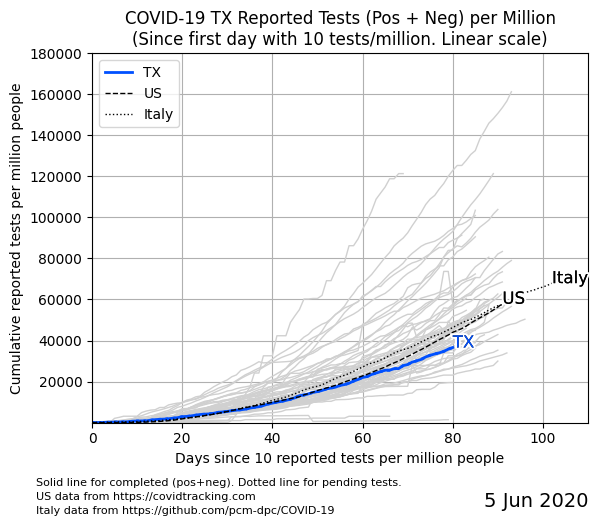 COVID-19 TX Reported Tests (Pos + Neg) per Million
(Since first day with 10 tests/million. Linear scale)
180000
160000
140000
120000
100000
80000
60000
40000
20000
Cumulative reported tests per million people
TX
US
Italy
Italy
US
TX
0
20
40
60
80
100
Days since 10 reported tests per million people
Solid line for completed (pos+neg). Dotted line for pending tests.
US data from https://covidtracking.com
Italy data from https://github.com/pcm-dpc/COVID-19
5 Jun 2020